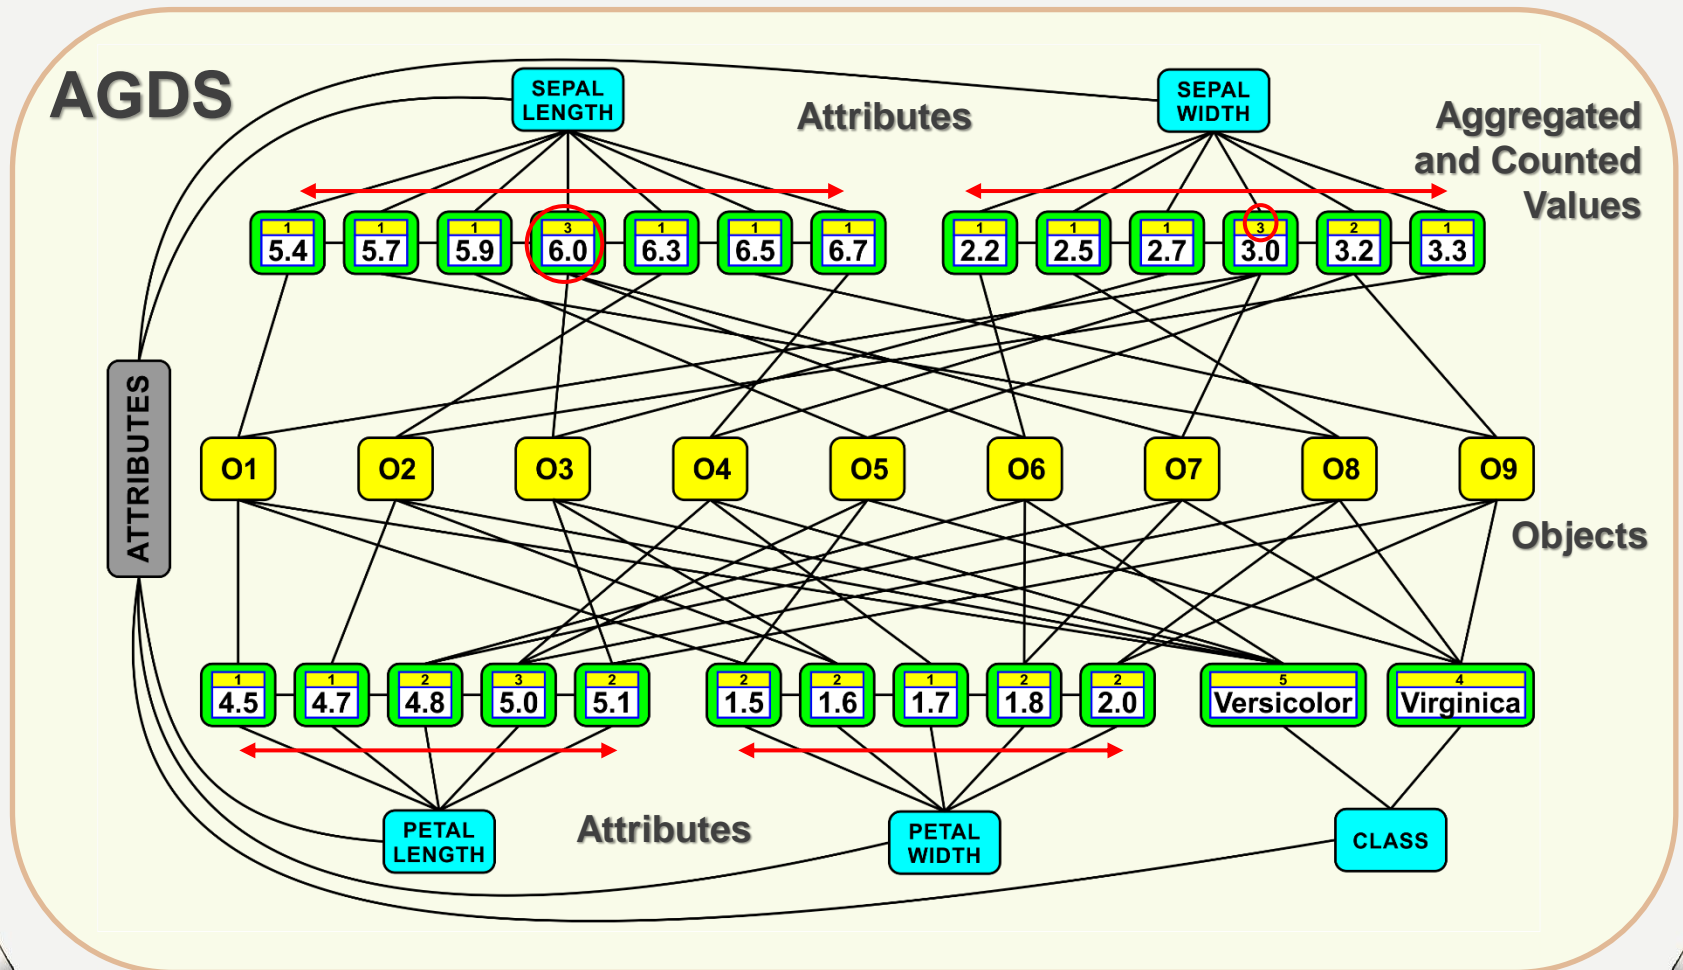 AGDS
SEPAL
LENGTH
Attributes
SEPAL
WIDTH
Aggregated
and Counted
Values
1 1 1 3 1 1 1
5.4 5.7 5.9 6.0 6.3 6.5 6.7
1 1 1 3 2 1
2.2 2.5 2.7 3.0 3.2 3.3
ATTRIBUTES
O1 O2 O3 O4 O5 O6 O7 O8 O9
Objects
1 1 2 3 2
4.5 4.7 4.8 5.0 5.1
2 2 1 2 2
1.5 1.6 1.7 1.8 2.0
5 4
Versicolor Virginica
PETAL
LENGTH
Attributes
PETAL
WIDTH
CLASS